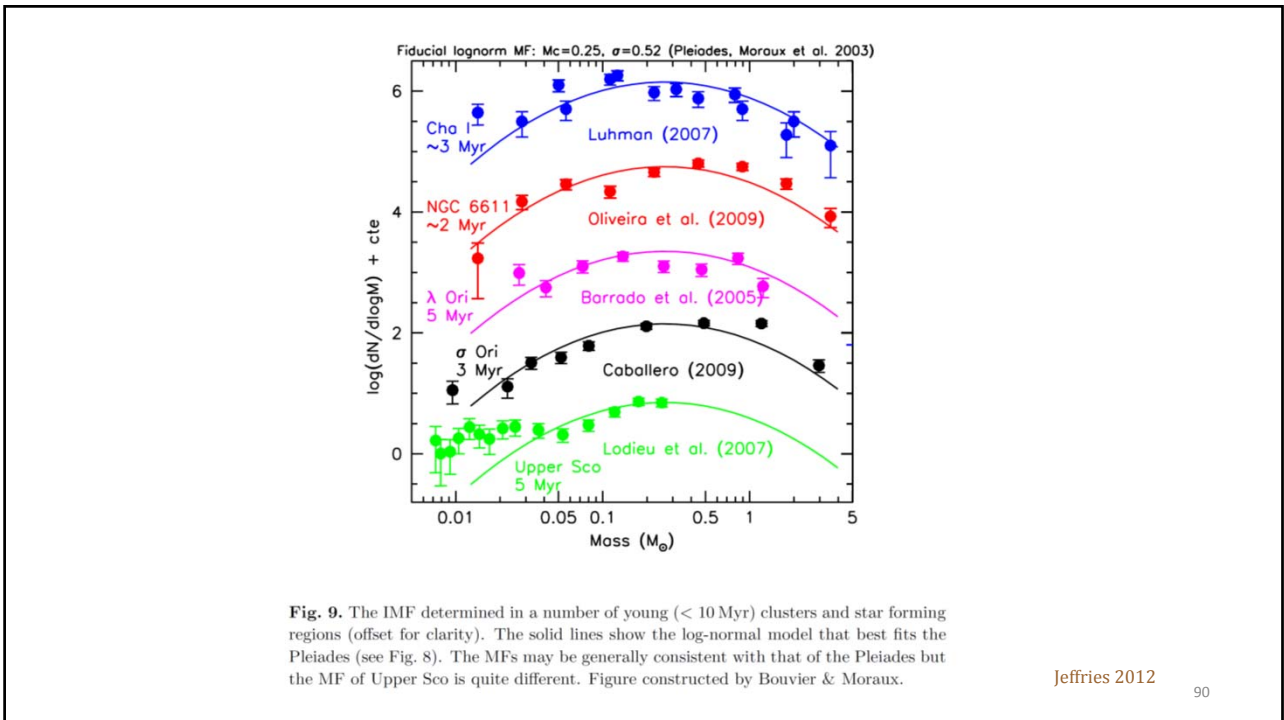 Fiducial lognorm MF: Mc=0.25, σ=0.52 (Pleiades, Moraux et al. 2003)
log(dN/dlogM) + cte
6
4
2
0
Cha I
~3 Myr
Luhman (2007)
NGC 6611
~2 Myr
Oliveira et al. (2009)
λ Ori
5 Myr
Barrado et al. (2005)
σ Ori
3 Myr
Caballero (2009)
Lodieu et al. (2007)
Upper Sco
5 Myr
0.01 0.05 0.1 0.5 1 5
Mass (M⊙)
Fig. 9. The IMF determined in a number of young (< 10 Myr) clusters and star forming
regions (offset for clarity). The solid lines show the log-normal model that best fits the
Pleiades (see Fig. 8). The MFs may be generally consistent with that of the Pleiades but
the MF of Upper Sco is quite different. Figure constructed by Bouvier & Moraux.
Jeffries 2012
90